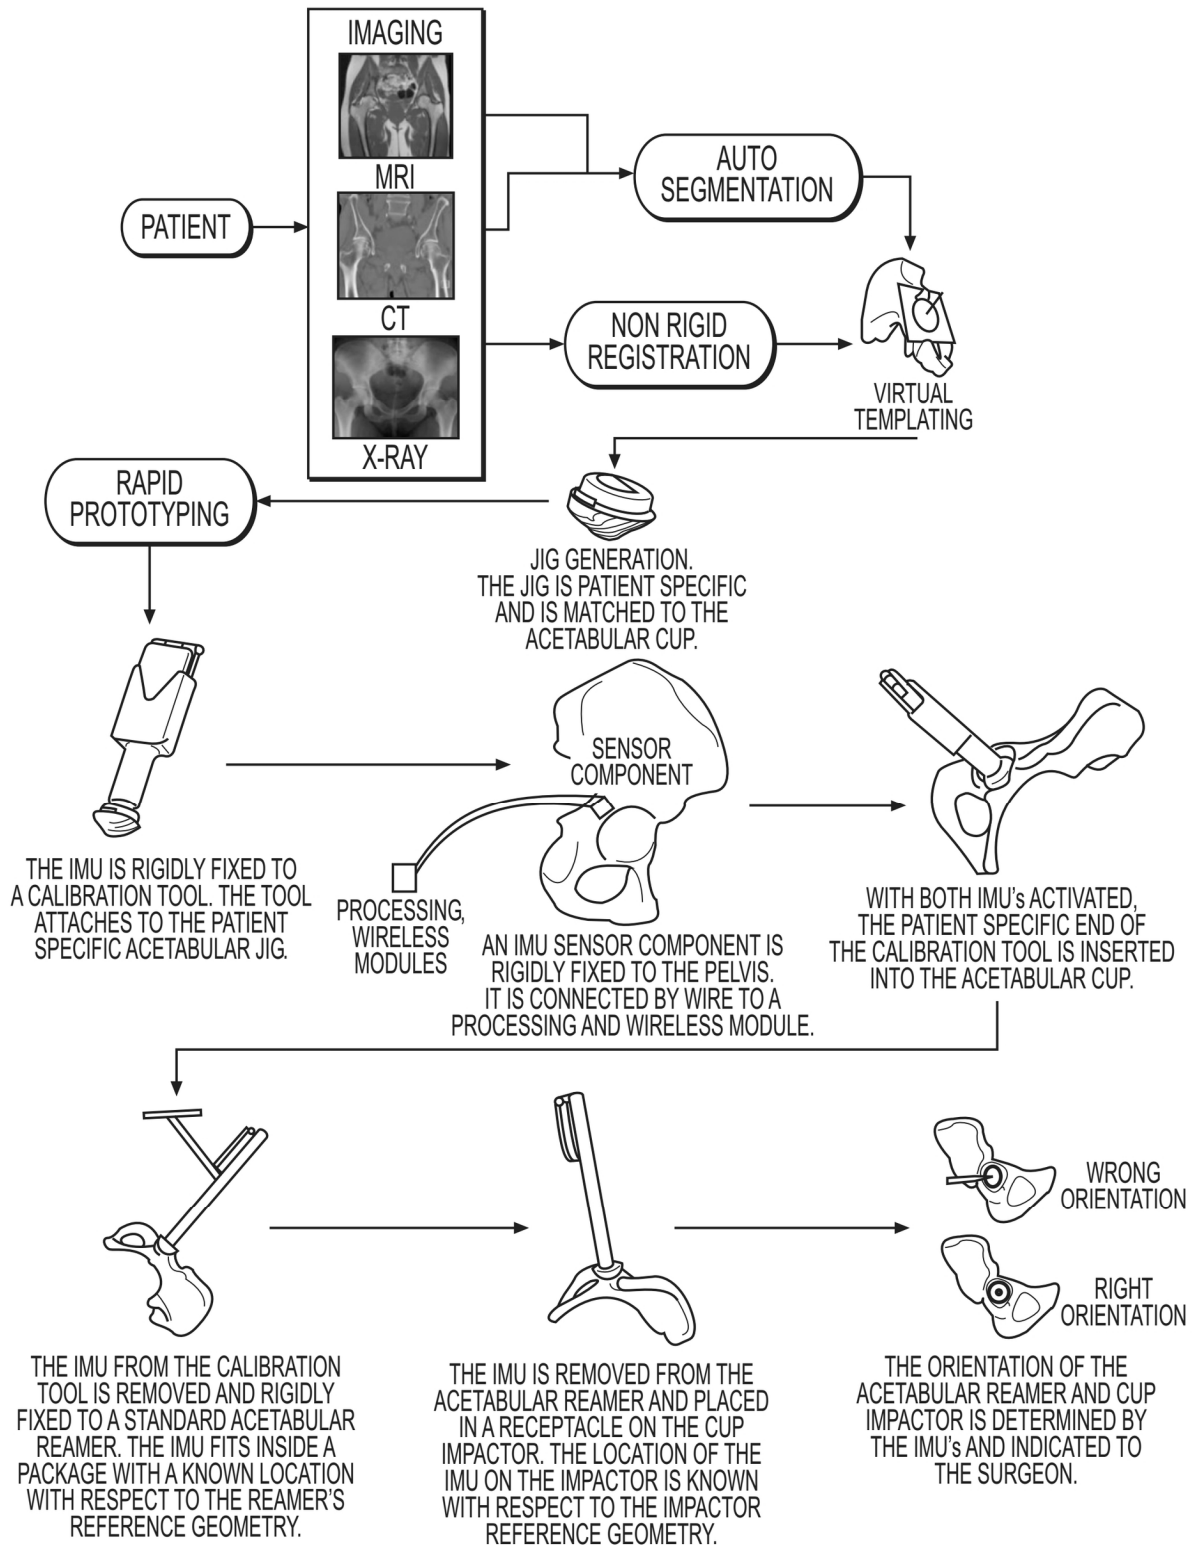 IMAGING
MRI
CT
X-RAY
PATIENT
AUTO
SEGMENTATION
NON RIGID
REGISTRATION
VIRTUAL
TEMPLATING
JIG GENERATION.
THE JIG IS PATIENT SPECIFIC
AND IS MATCHED TO THE
ACETABULAR CUP.
RAPID
PROTOTYPING
THE IMU IS RIGIDLY FIXED TO
A CALIBRATION TOOL. THE TOOL
ATTACHES TO THE PATIENT
SPECIFIC ACETABULAR JIG.
SENSOR
COMPONENT
PROCESSING,
WIRELESS
MODULES
AN IMU SENSOR COMPONENT IS
RIGIDLY FIXED TO THE PELVIS.
IT IS CONNECTED BY WIRE TO A
PROCESSING AND WIRELESS MODULE.
WITH BOTH IMU's ACTIVATED,
THE PATIENT SPECIFIC END OF
THE CALIBRATION TOOL IS INSERTED
INTO THE ACETABULAR CUP.
THE IMU FROM THE CALIBRATION
TOOL IS REMOVED AND RIGIDLY
FIXED TO A STANDARD ACETABULAR
REAMER. THE IMU FITS INSIDE A
PACKAGE WITH A KNOWN LOCATION
WITH RESPECT TO THE REAMER'S
REFERENCE GEOMETRY.
THE IMU IS REMOVED FROM THE
ACETABULAR REAMER AND PLACED
IN A RECEPTACLE ON THE CUP
IMPACTOR. THE LOCATION OF THE
IMU ON THE IMPACTOR IS KNOWN
WITH RESPECT TO THE IMPACTOR
REFERENCE GEOMETRY.
WRONG
ORIENTATION
RIGHT
ORIENTATION
THE ORIENTATION OF THE
ACETABULAR REAMER AND CUP
IMPACTOR IS DETERMINED BY
THE IMU's AND INDICATED TO
THE SURGEON.